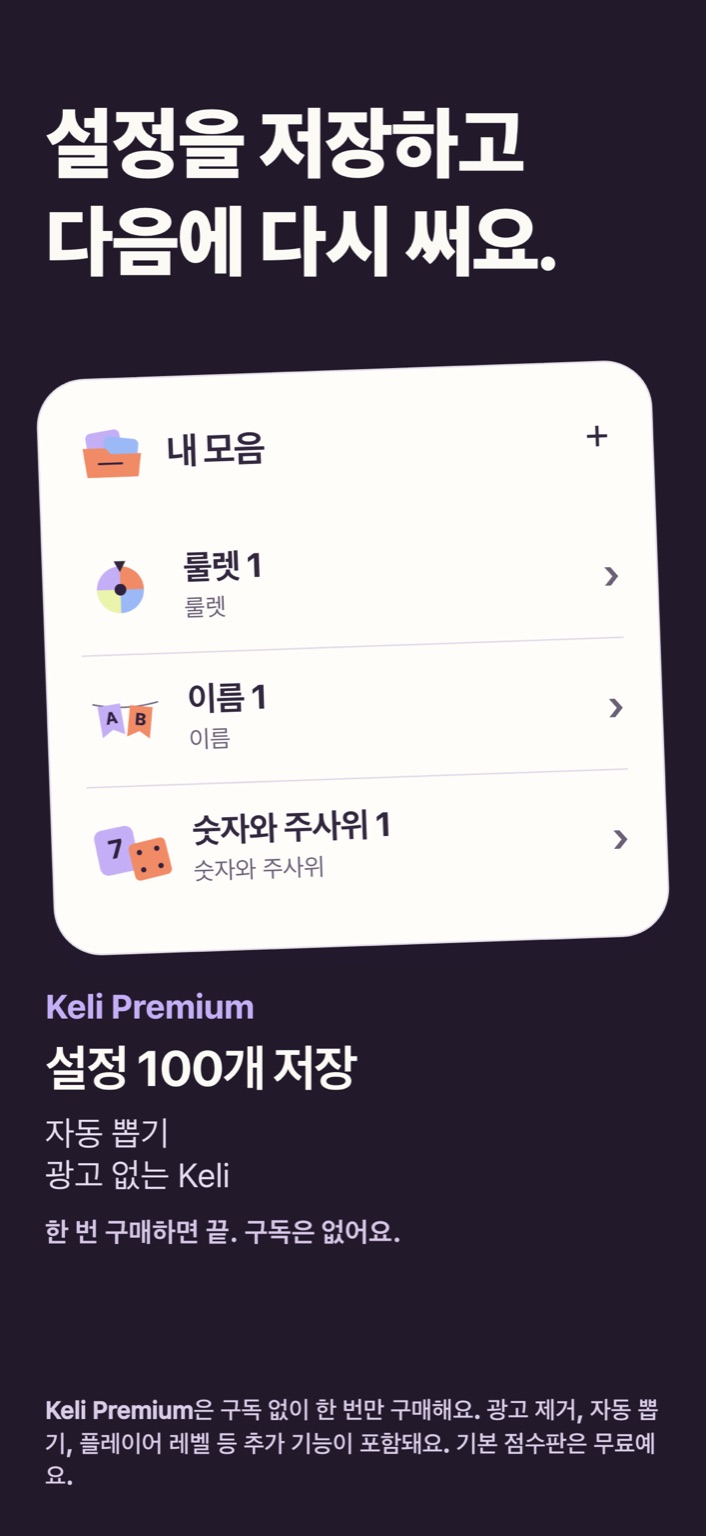 설정을 저장하고
다음에 다시 써요.
내 모음
+
룰렛 1
룰렛
A B
이름 1
이름
7
숫자와 주사위 1
숫자와 주사위
Keli Premium
설정 100개 저장
자동 뽑기
광고 없는 Keli
한 번 구매하면 끝. 구독은 없어요.
Keli Premium은 구독 없이 한 번만 구매해요. 광고 제거, 자동 뽑
기, 플레이어 레벨 등 추가 기능이 포함돼요. 기본 점수판은 무료예
요.